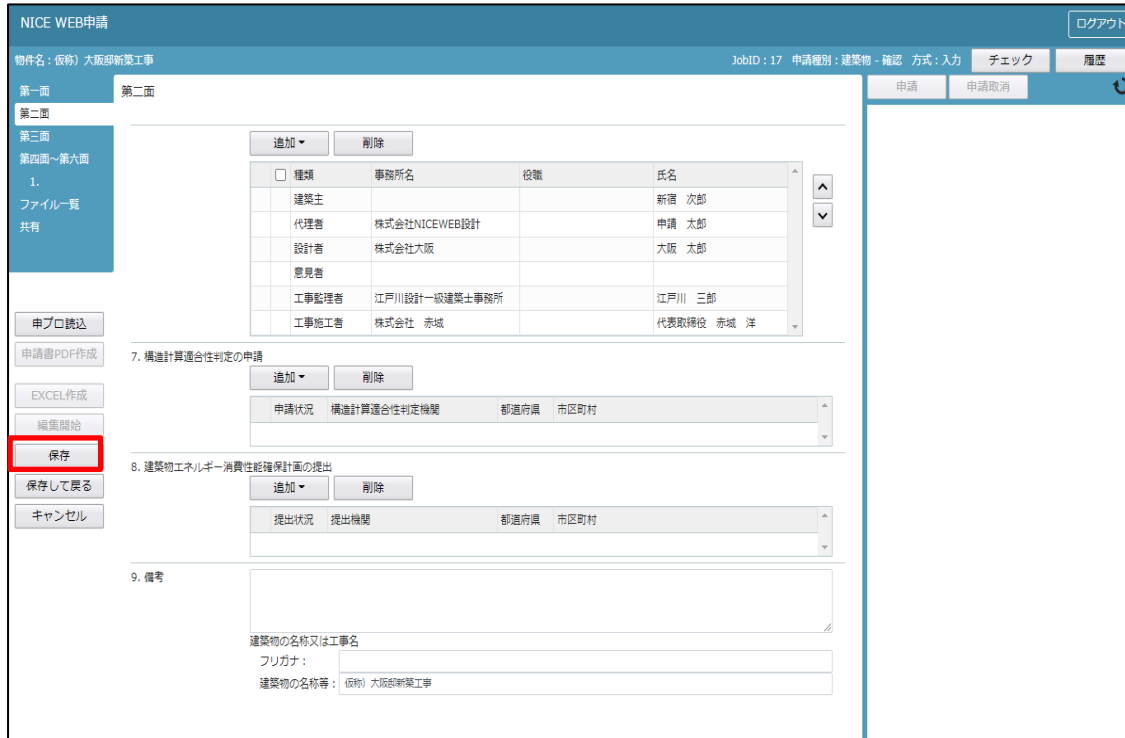 NICE WEB申請
ログアウト
物件名：仮称）大阪邸新築工事
JobID：17 申請種別：建築物 - 確認 方式：入力
チェック
履歴
第一面
第二面
第三面
第四面～第六面
1.
ファイル一覧
共有
申プロ読込
申請書PDF作成
EXCEL作成
編集開始
保存
保存して戻る
キャンセル
第二面
追加
削除
種類 事務所名 役職 氏名
建築主 新宿 次郎
代理者 株式会社NICEWEB設計 申請 太郎
設計者 株式会社大阪 大阪 太郎
意見者
工事監理者 江戸川設計一級建築士事務所 江戸川 三郎
工事施工者 株式会社 赤城 代表取締役 赤城 洋
7. 構造計算適合性判定の申請
追加
削除
申請状況 構造計算適合性判定機関 都道府県 市区町村
8. 建築物エネルギー消費性能確保計画の提出
追加
削除
提出状況 提出機関 都道府県 市区町村
9. 備考
建築物の名称又は工事名
フリガナ：
建築物の名称等： 仮称）大阪邸新築工事
申請
申請取消